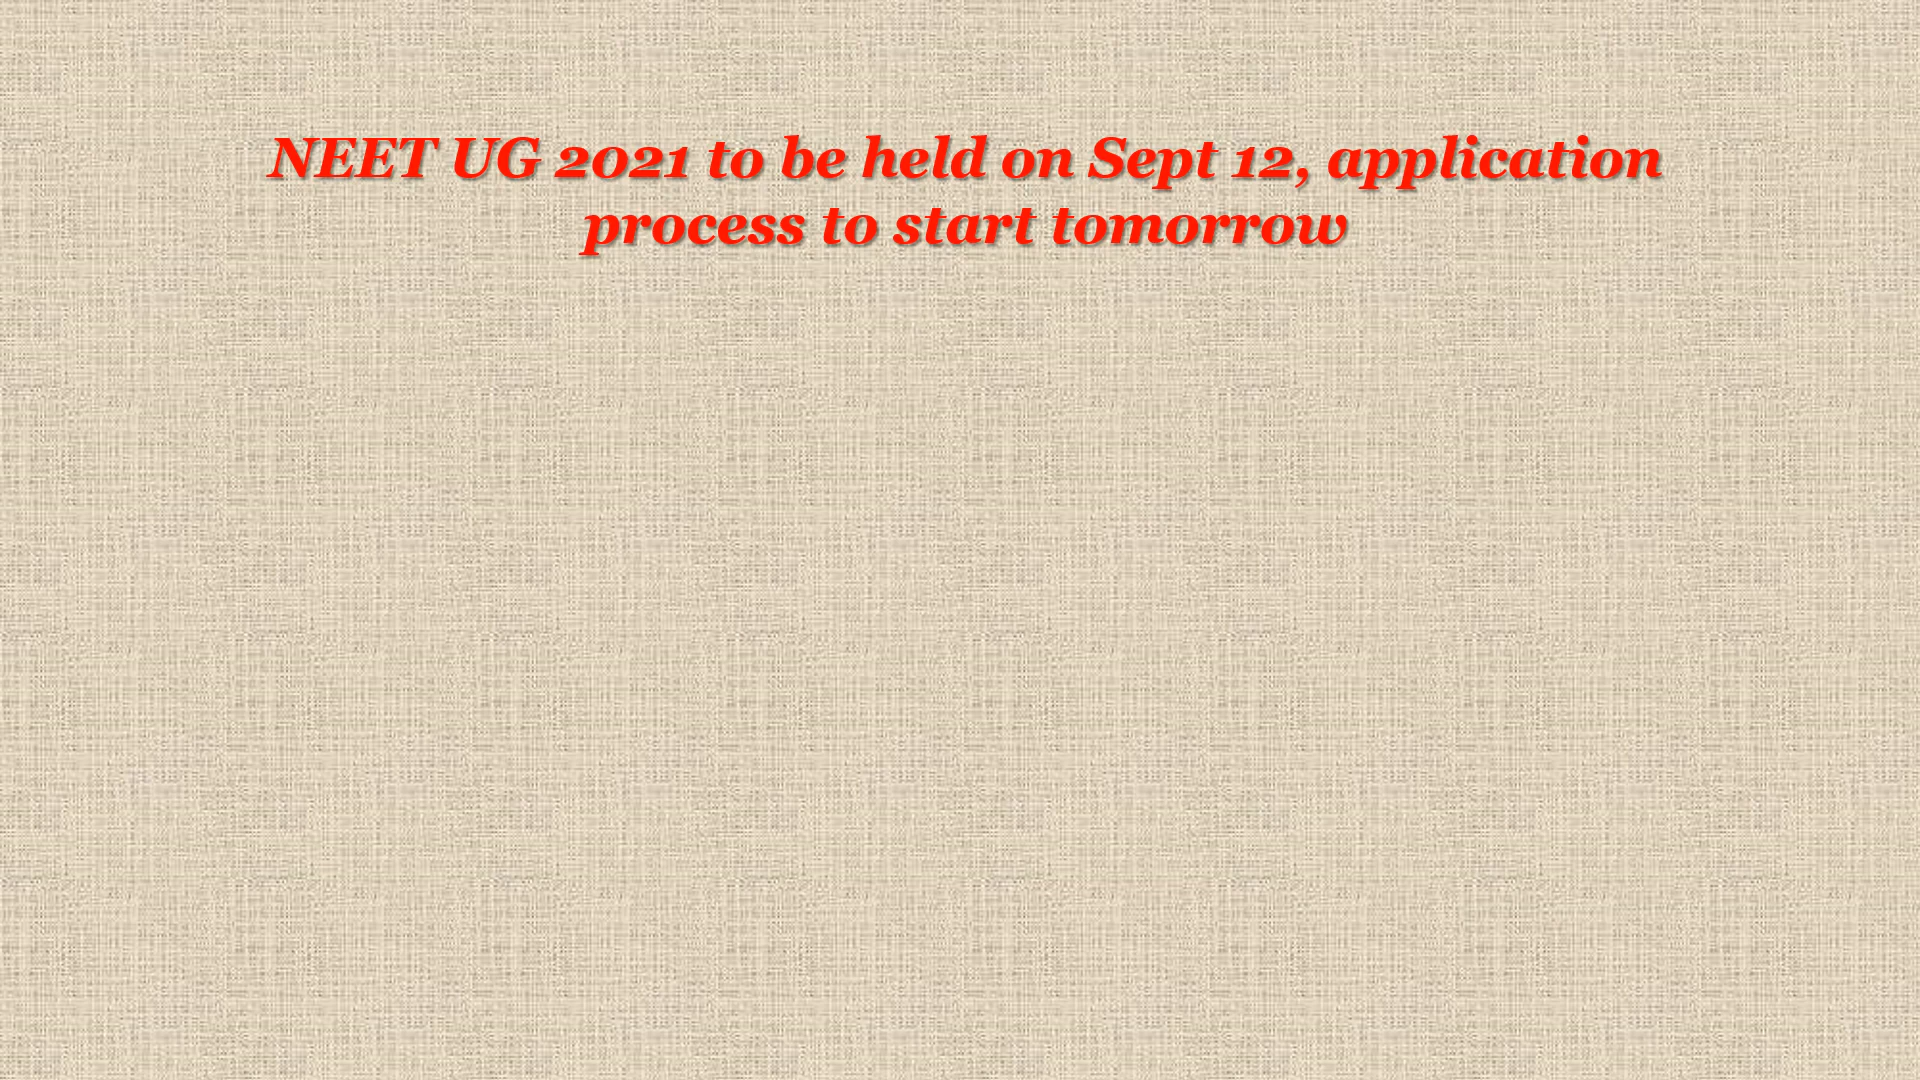 NEET UG 2021 to be held on Sept 12, application
process to start tomorrow